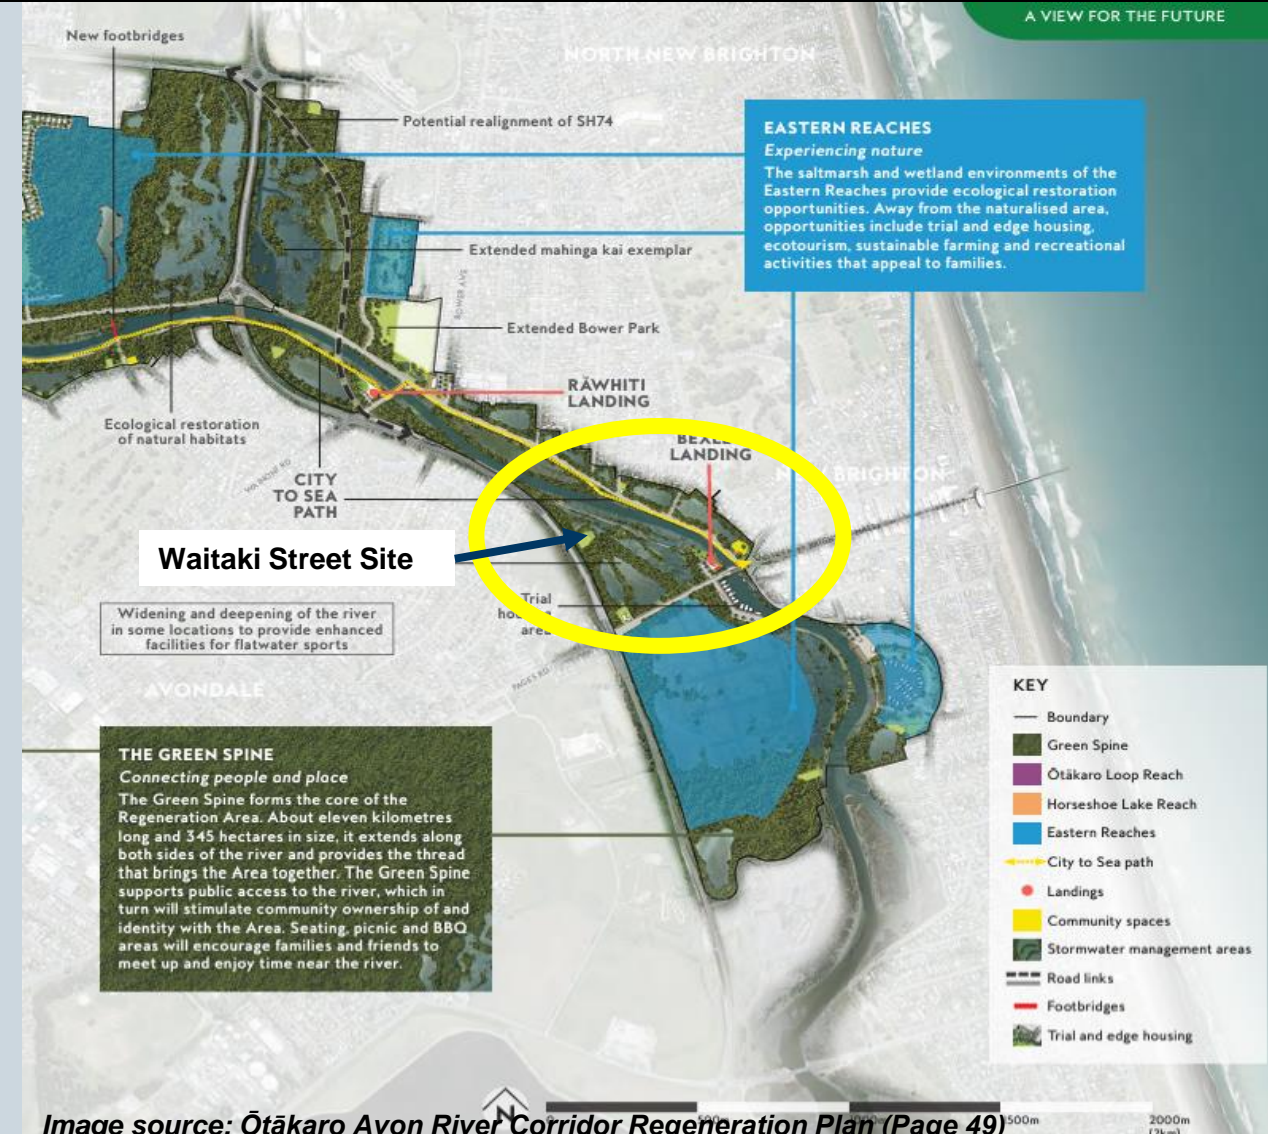 A VIEW FOR THE FUTURE
New footbridges
NORTH NEW BRIGHTON
Potential realignment of SH74
EASTERN REACHES
Experiencing nature
The saltmarsh and wetland environments of the
Eastern Reaches provide ecological restoration
opportunities. Away from the naturalised area,
opportunities include trial and edge housing,
ecotourism, sustainable farming and recreational
activities that appeal to families.
Extended mahinga kai exemplar
BOWER AVE
Extended Bower Park
RĀWHITI
LANDING
Ecological restoration
of natural habitats
LANDING
BRIGHTON
CITY
TO SEA
PATH
Waitaki Street Site
Trial
Widening and deepening of the river
in some locations to provide enhanced
facilities for flatwater sports
PAGES RD
AVONDALE
THE GREEN SPINE
Connecting people and place
The Green Spine forms the core of the
Regeneration Area. About eleven kilometres
long and 345 hectares in size, it extends along
both sides of the river and provides the thread
that brings the Area together. The Green Spine
supports public access to the river, which in
turn will stimulate community ownership of and
identity with the Area. Seating, picnic and BBQ
areas will encourage families and friends to
meet up and enjoy time near the river.
KEY
Boundary
Green Spine
Ōtākaro Loop Reach
Horseshoe Lake Reach
Eastern Reaches
City to Sea path
Landings
Community spaces
Stormwater management areas
Road links
Footbridges
Trial and edge housing
N
2000m
(2km)
Image source: Ōtākaro Avon River Corridor Regeneration Plan (Page 49)